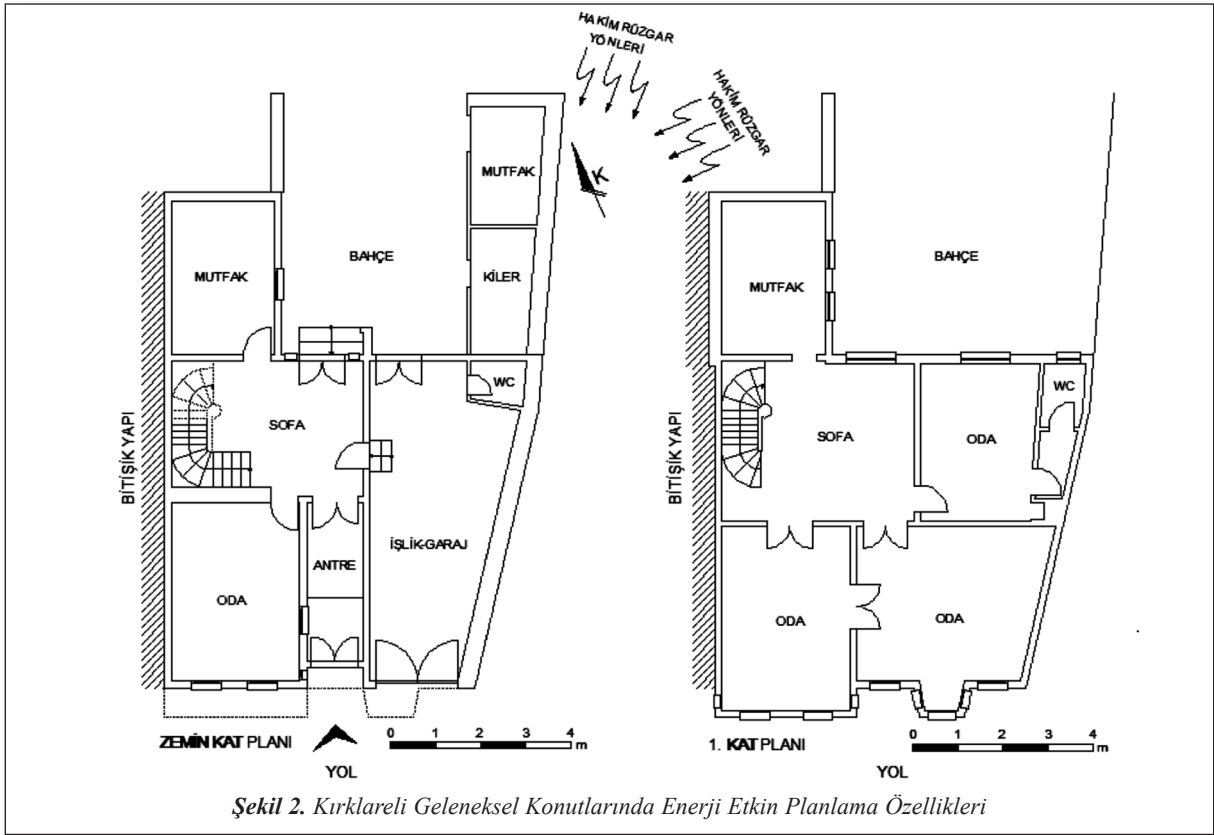 HAKİM RÜZGAR
YÖNLERİ
HAKİM RÜZGAR
YÖNLERİ
K
MUTFAK
KİLER
BAHÇE
MUTFAK
WC
SOFA
BİTİŞİK YAPI
İŞLİK-GARAJ
ANTRE
ODA
ZEMİN KAT PLANI
0 1 2 3 4
m
YOL
BAHÇE
MUTFAK
WC
SOFA
ODA
BİTİŞİK YAPI
ODA
ODA
1. KAT PLANI
0 1 2 3 4
m
YOL
Şekil 2. Kırklareli Geleneksel Konutlarında Enerji Etkin Planlama Özellikleri